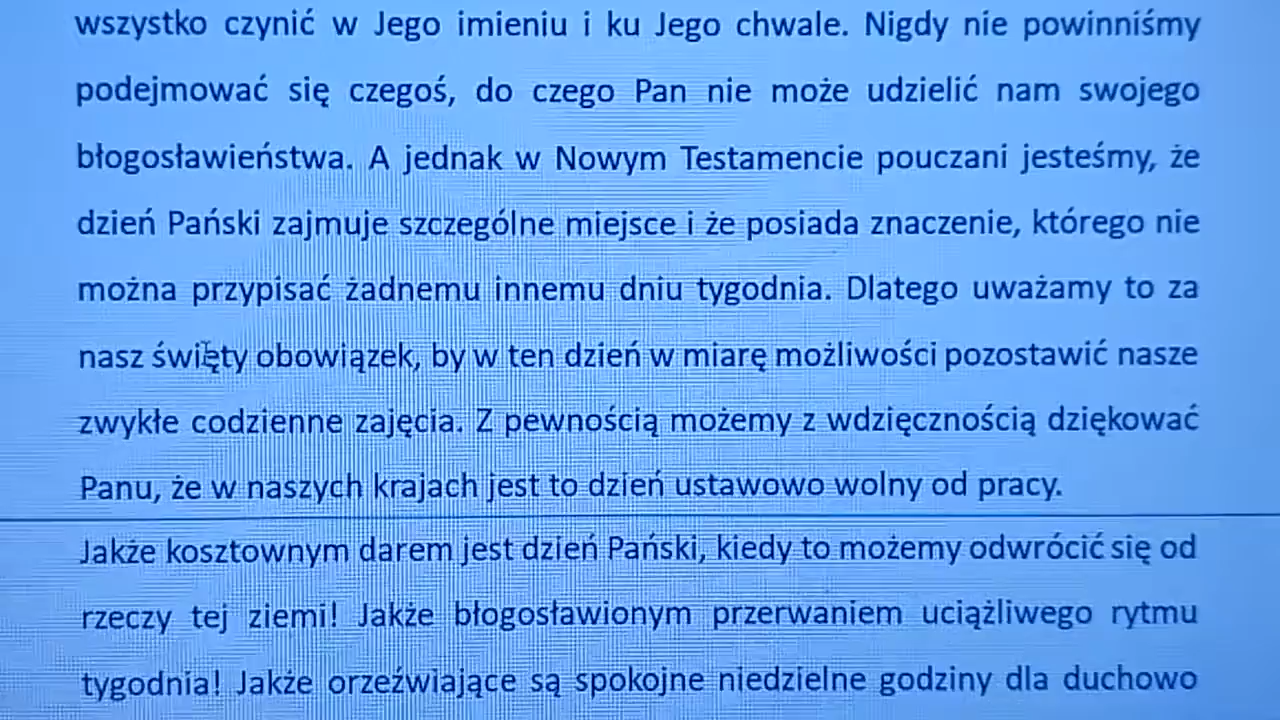 wszystko czynić w Jego imieniu i ku Jego chwale. Nigdy nie powinniśmy
podejmować się czegoś, do czego Pan nie może udzielić nam swojego
błogosławieństwa. A jednak w Nowym Testamencie pouczani jesteśmy, że
dzień Pański zajmuje szczególne miejsce i że posiada znaczenie, którego nie
można przypisać żadnemu innemu dniu tygodnia. Dlatego uważamy to za
nasz święty obowiązek, by w ten dzień w miarę możliwości pozostawić nasze
zwykłe codzienne zajęcia. Z pewnością możemy z wdzięcznością dziękować
Panu, że w naszych krajach jest to dzień ustawowo wolny od pracy.
Jakże kosztownym darem jest dzień Pański, kiedy to możemy odwrócić się od
rzeczy tej ziemi! Jakże błogosławionym przerwaniem uciążliwego rytmu
tygodnia! Jakże orzeźwiające są spokojne niedzielne godziny dla duchowo